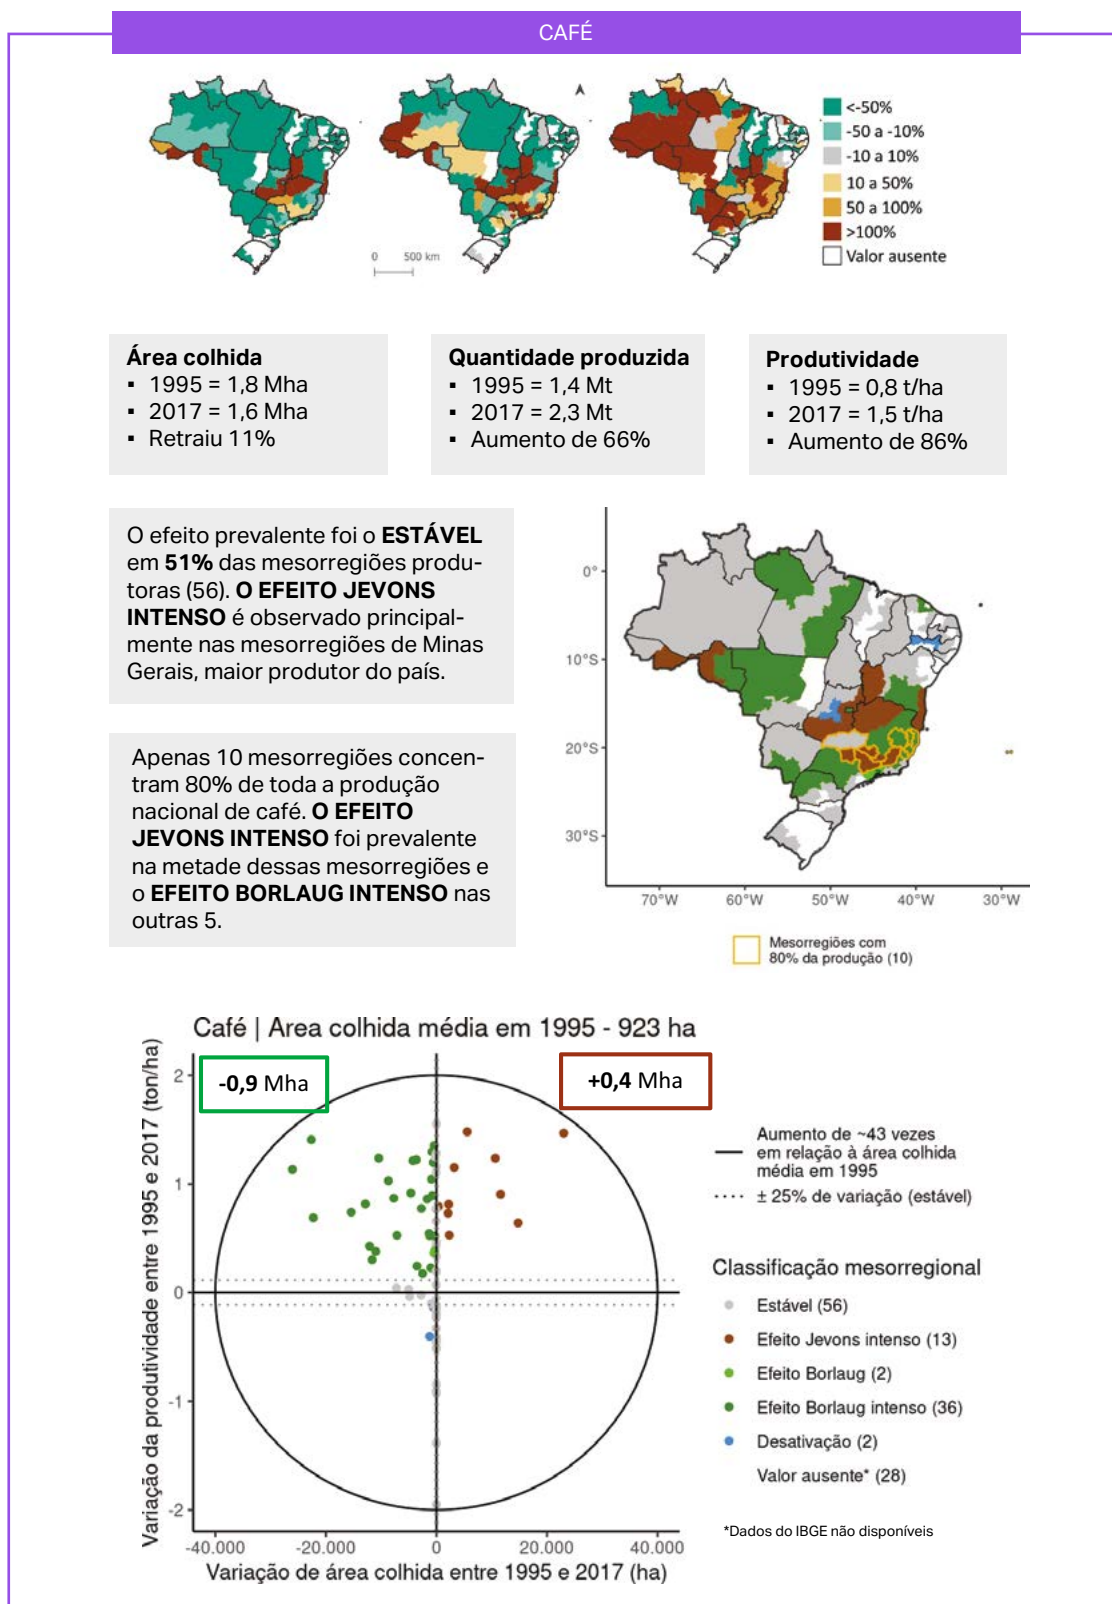 CAFÉ
<-50%
-50 a -10%
-10 a 10%
10 a 50%
50 a 100%
>100%
Valor ausente
0 500 km
Área colhida
▪ 1995 = 1,8 Mha
▪ 2017 = 1,6 Mha
▪ Retraiu 11%
Quantidade produzida
▪ 1995 = 1,4 Mt
▪ 2017 = 2,3 Mt
▪ Aumento de 66%
Produtividade
▪ 1995 = 0,8 t/ha
▪ 2017 = 1,5 t/ha
▪ Aumento de 86%
O efeito prevalente foi o ESTÁVEL
em 51% das mesorregiões produ-
toras (56). O EFEITO JEVONS
INTENSO é observado principal-
mente nas mesorregiões de Minas
Gerais, maior produtor do país.
Apenas 10 mesorregiões concen-
tram 80% de toda a produção
nacional de café. O EFEITO
JEVONS INTENSO foi prevalente
na metade dessas mesorregiões e
o EFEITO BORLAUG INTENSO nas
outras 5.
0°
10°S
20°S
30°S
70°W 60°W 50°W 40°W 30°W
Mesorregiões com
80% da produção (10)
Café | Area colhida média em 1995 - 923 ha
Variação da produtividade entre 1995 e 2017 (ton/ha)
-0,9 Mha
+0,4 Mha
2
1
0
-1
-2
-40.000 -20.000 0 20.000 40.000
Variação de área colhida entre 1995 e 2017 (ha)
Aumento de ~43 vezes
em relação à área colhida
média em 1995
± 25% de variação (estável)
Classificação mesorregional
Estável (56)
Efeito Jevons intenso (13)
Efeito Borlaug (2)
Efeito Borlaug intenso (36)
Desativação (2)
Valor ausente* (28)
*Dados do IBGE não disponíveis